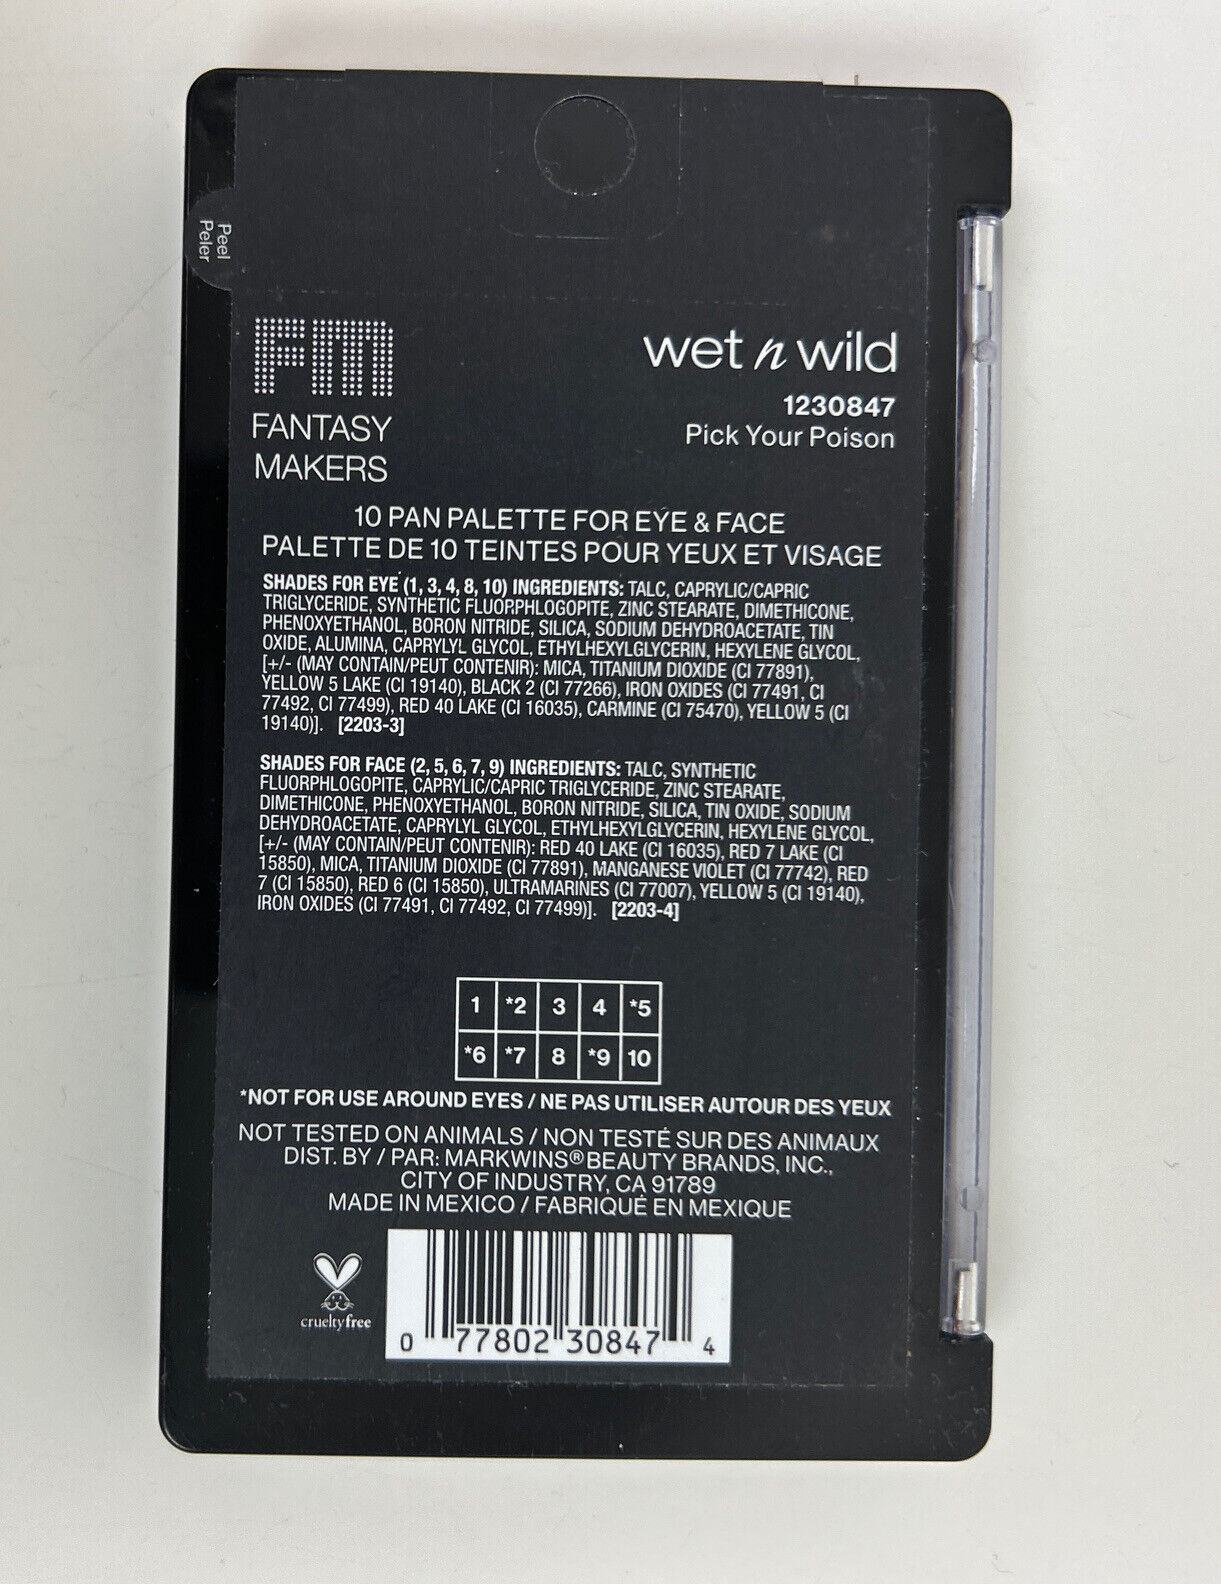 Peel
Peler
FM
FANTASY
MAKERS
wet n wild
1230847
Pick Your Poison
10 PAN PALETTE FOR EYE & FACE
PALETTE DE 10 TEINTES POUR YEUX ET VISAGE
SHADES FOR EYE (1, 3, 4, 8, 10) INGREDIENTS: TALC, CAPRYLIC/CAPRIC
TRIGLYCERIDE, SYNTHETIC FLUORPHLOGOPITE, ZINC STEARATE, DIMETHICONE,
PHENOXYETHANOL, BORON NITRIDE, SILICA, SODIUM DEHYDROACETATE, TIN
OXIDE, ALUMINA, CAPRYLYL GLYCOL, ETHYLHEXYLGLYCERIN, HEXYLENE GLYCOL,
[+/- (MAY CONTAIN/PEUT CONTENIR): MICA, TITANIUM DIOXIDE (CI 77891),
YELLOW 5 LAKE (CI 19140), BLACK 2 (CI 77266), IRON OXIDES (CI 77491, CI
77492, CI 77499), RED 40 LAKE (CI 16035), CARMINE (CI 75470), YELLOW 5 (CI
19140)]. [2203-3]
SHADES FOR FACE (2, 5, 6, 7, 9) INGREDIENTS: TALC, SYNTHETIC
FLUORPHLOGOPITE, CAPRYLIC/CAPRIC TRIGLYCERIDE, ZINC STEARATE,
DIMETHICONE, PHENOXYETHANOL, BORON NITRIDE, SILICA, TIN OXIDE, SODIUM
DEHYDROACETATE, CAPRYLYL GLYCOL, ETHYLHEXYLGLYCERIN, HEXYLENE GLYCOL,
[+/- (MAY CONTAIN/PEUT CONTENIR): RED 40 LAKE (CI 16035), RED 7 LAKE (CI
15850), MICA, TITANIUM DIOXIDE (CI 77891), MANGANESE VIOLET (CI 77742), RED
7 (CI 15850), RED 6 (CI 15850), ULTRAMARINES (CI 77007), YELLOW 5 (CI 19140),
IRON OXIDES (CI 77491, CI 77492, CI 77499)]. [2203-4]
1 *2 3 4 *5
*6 *7 8 *9 10
*NOT FOR USE AROUND EYES / NE PAS UTILISER AUTOUR DES YEUX
NOT TESTED ON ANIMALS / NON TESTÉ SUR DES ANIMAUX
DIST. BY / PAR: MARKWINS® BEAUTY BRANDS, INC.,
CITY OF INDUSTRY, CA 91789
MADE IN MEXICO / FABRIQUÉ EN MEXIQUE
crueltyfree
0 77802 30847 4